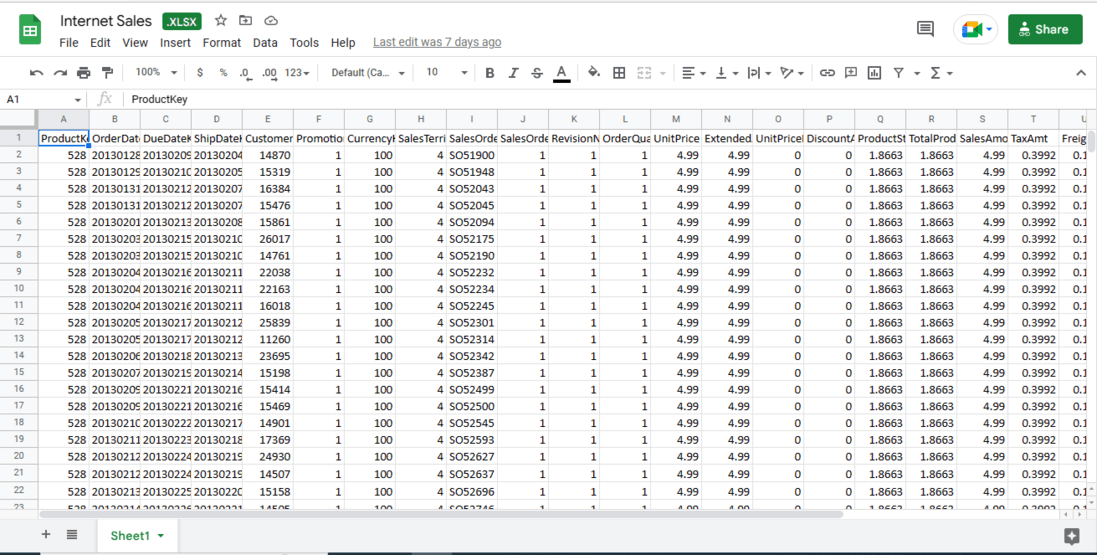 Internet Sales .XLSX
File Edit View Insert Format Data Tools Help Last edit was 7 days ago
Share
100% $ % .0 .00 123 Default (Ca... 10 B I S A
A1 fx ProductKey
A B C D E F G H I J K L M N O P Q R S T U
1 ProductKe OrderDate DueDateK ShipDateK Customer Promotio CurrencyK SalesTerri SalesOrde SalesOrde RevisionN OrderQua UnitPrice Extended UnitPrice DiscountA ProductSt TotalProd SalesAmo TaxAmt Freig
2 528 20130128 20130209 20130204 14870 1 100 4 SO51900 1 1 1 4.99 4.99 0 0 1.8663 1.8663 4.99 0.3992 0.1
3 528 20130129 20130210 20130205 15319 1 100 4 SO51948 1 1 1 4.99 4.99 0 0 1.8663 1.8663 4.99 0.3992 0.1
4 528 20130131 20130212 20130207 16384 1 100 4 SO52043 1 1 1 4.99 4.99 0 0 1.8663 1.8663 4.99 0.3992 0.1
5 528 20130131 20130212 20130207 15476 1 100 4 SO52045 1 1 1 4.99 4.99 0 0 1.8663 1.8663 4.99 0.3992 0.1
6 528 20130201 20130213 20130208 15861 1 100 4 SO52094 1 1 1 4.99 4.99 0 0 1.8663 1.8663 4.99 0.3992 0.1
7 528 20130203 20130215 20130210 26017 1 100 4 SO52175 1 1 1 4.99 4.99 0 0 1.8663 1.8663 4.99 0.3992 0.1
8 528 20130203 20130215 20130210 14761 1 100 4 SO52190 1 1 1 4.99 4.99 0 0 1.8663 1.8663 4.99 0.3992 0.1
9 528 20130204 20130216 20130211 22038 1 100 4 SO52232 1 1 1 4.99 4.99 0 0 1.8663 1.8663 4.99 0.3992 0.1
10 528 20130204 20130216 20130211 22163 1 100 4 SO52234 1 1 1 4.99 4.99 0 0 1.8663 1.8663 4.99 0.3992 0.1
11 528 20130204 20130216 20130211 16018 1 100 4 SO52245 1 1 1 4.99 4.99 0 0 1.8663 1.8663 4.99 0.3992 0.1
12 528 20130205 20130217 20130212 25839 1 100 4 SO52301 1 1 1 4.99 4.99 0 0 1.8663 1.8663 4.99 0.3992 0.1
13 528 20130205 20130217 20130212 11260 1 100 4 SO52314 1 1 1 4.99 4.99 0 0 1.8663 1.8663 4.99 0.3992 0.1
14 528 20130206 20130218 20130213 23695 1 100 4 SO52342 1 1 1 4.99 4.99 0 0 1.8663 1.8663 4.99 0.3992 0.1
15 528 20130207 20130219 20130214 15198 1 100 4 SO52387 1 1 1 4.99 4.99 0 0 1.8663 1.8663 4.99 0.3992 0.1
16 528 20130209 20130221 20130216 15414 1 100 4 SO52499 1 1 1 4.99 4.99 0 0 1.8663 1.8663 4.99 0.3992 0.1
17 528 20130209 20130221 20130216 15469 1 100 4 SO52500 1 1 1 4.99 4.99 0 0 1.8663 1.8663 4.99 0.3992 0.1
18 528 20130210 20130222 20130217 14901 1 100 4 SO52545 1 1 1 4.99 4.99 0 0 1.8663 1.8663 4.99 0.3992 0.1
19 528 20130211 20130223 20130218 17369 1 100 4 SO52593 1 1 1 4.99 4.99 0 0 1.8663 1.8663 4.99 0.3992 0.1
20 528 20130212 20130224 20130219 24930 1 100 4 SO52627 1 1 1 4.99 4.99 0 0 1.8663 1.8663 4.99 0.3992 0.1
21 528 20130212 20130224 20130219 14507 1 100 4 SO52637 1 1 1 4.99 4.99 0 0 1.8663 1.8663 4.99 0.3992 0.1
22 528 20130213 20130225 20130220 15158 1 100 4 SO52696 1 1 1 4.99 4.99 0 0 1.8663 1.8663 4.99 0.3992 0.1
23
Sheet1